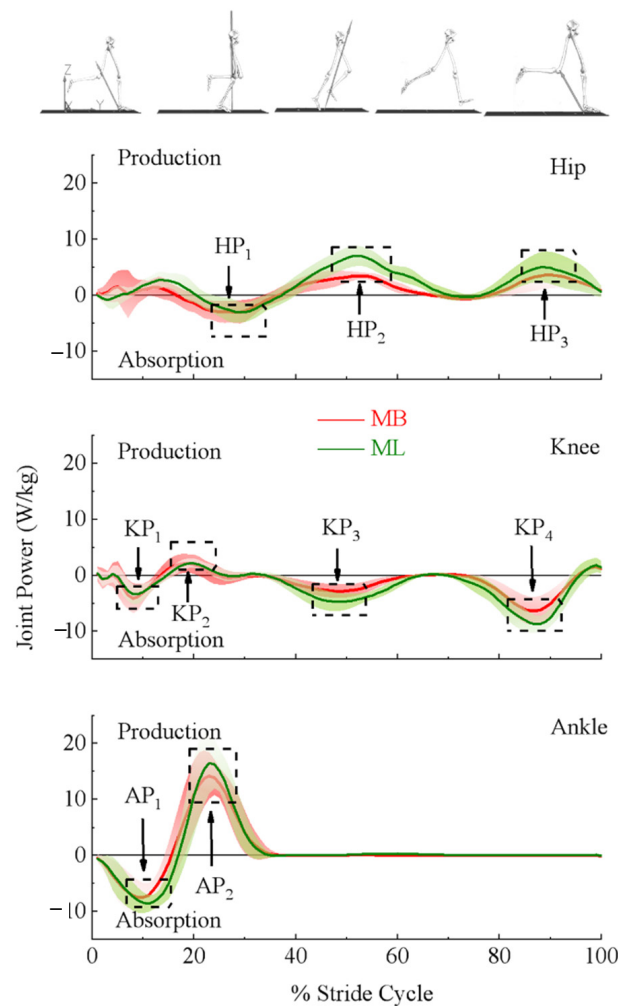 Z
X
Y
Production
Hip
20
10
0
−10
HP1
HP2
HP3
Absorption
MB
ML
Production
Knee
20
10
0
−10
KP1
KP2
KP3
KP4
Absorption
Joint Power (W/kg)
Production
Ankle
20
10
0
−10
AP1
AP2
Absorption
0 20 40 60 80 100
% Stride Cycle